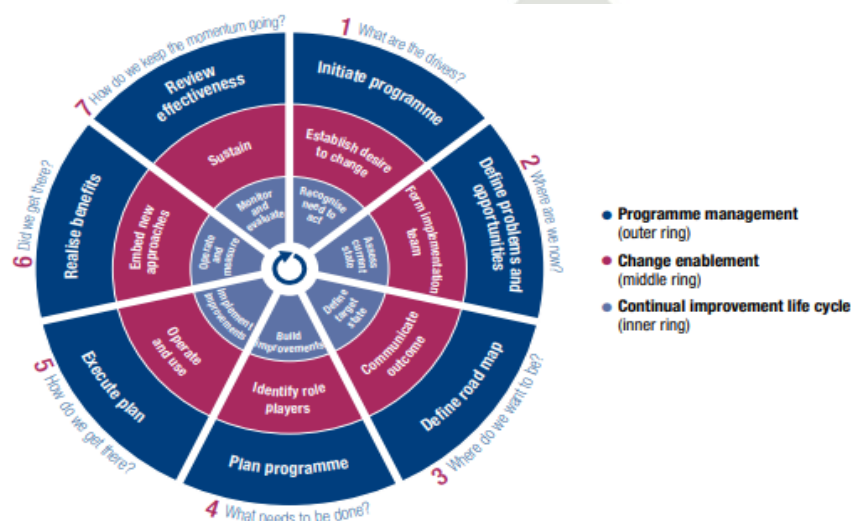 1 What are the drivers?
Initiate programme
Establish desire
to change
Recognise
need to
act
2 Where are we now?
Define problems and
opportunities
Form implementation
team
Assess
current
state
3 Where do we want to be?
Define road map
Communicate
outcome
Define
target
state
4 What needs to be done?
Plan programme
Identify role
players
Build
improvements
5 How do we get there?
Execute plan
Operate
and use
Implement
improvements
6 Did we get there?
Realise benefits
Embed new
approaches
Operate
and
measure
7 How do we keep the momentum going?
Review
effectiveness
Sustain
Monitor
and
evaluate
Programme management
(outer ring)
Change enablement
(middle ring)
Continual improvement life cycle
(inner ring)